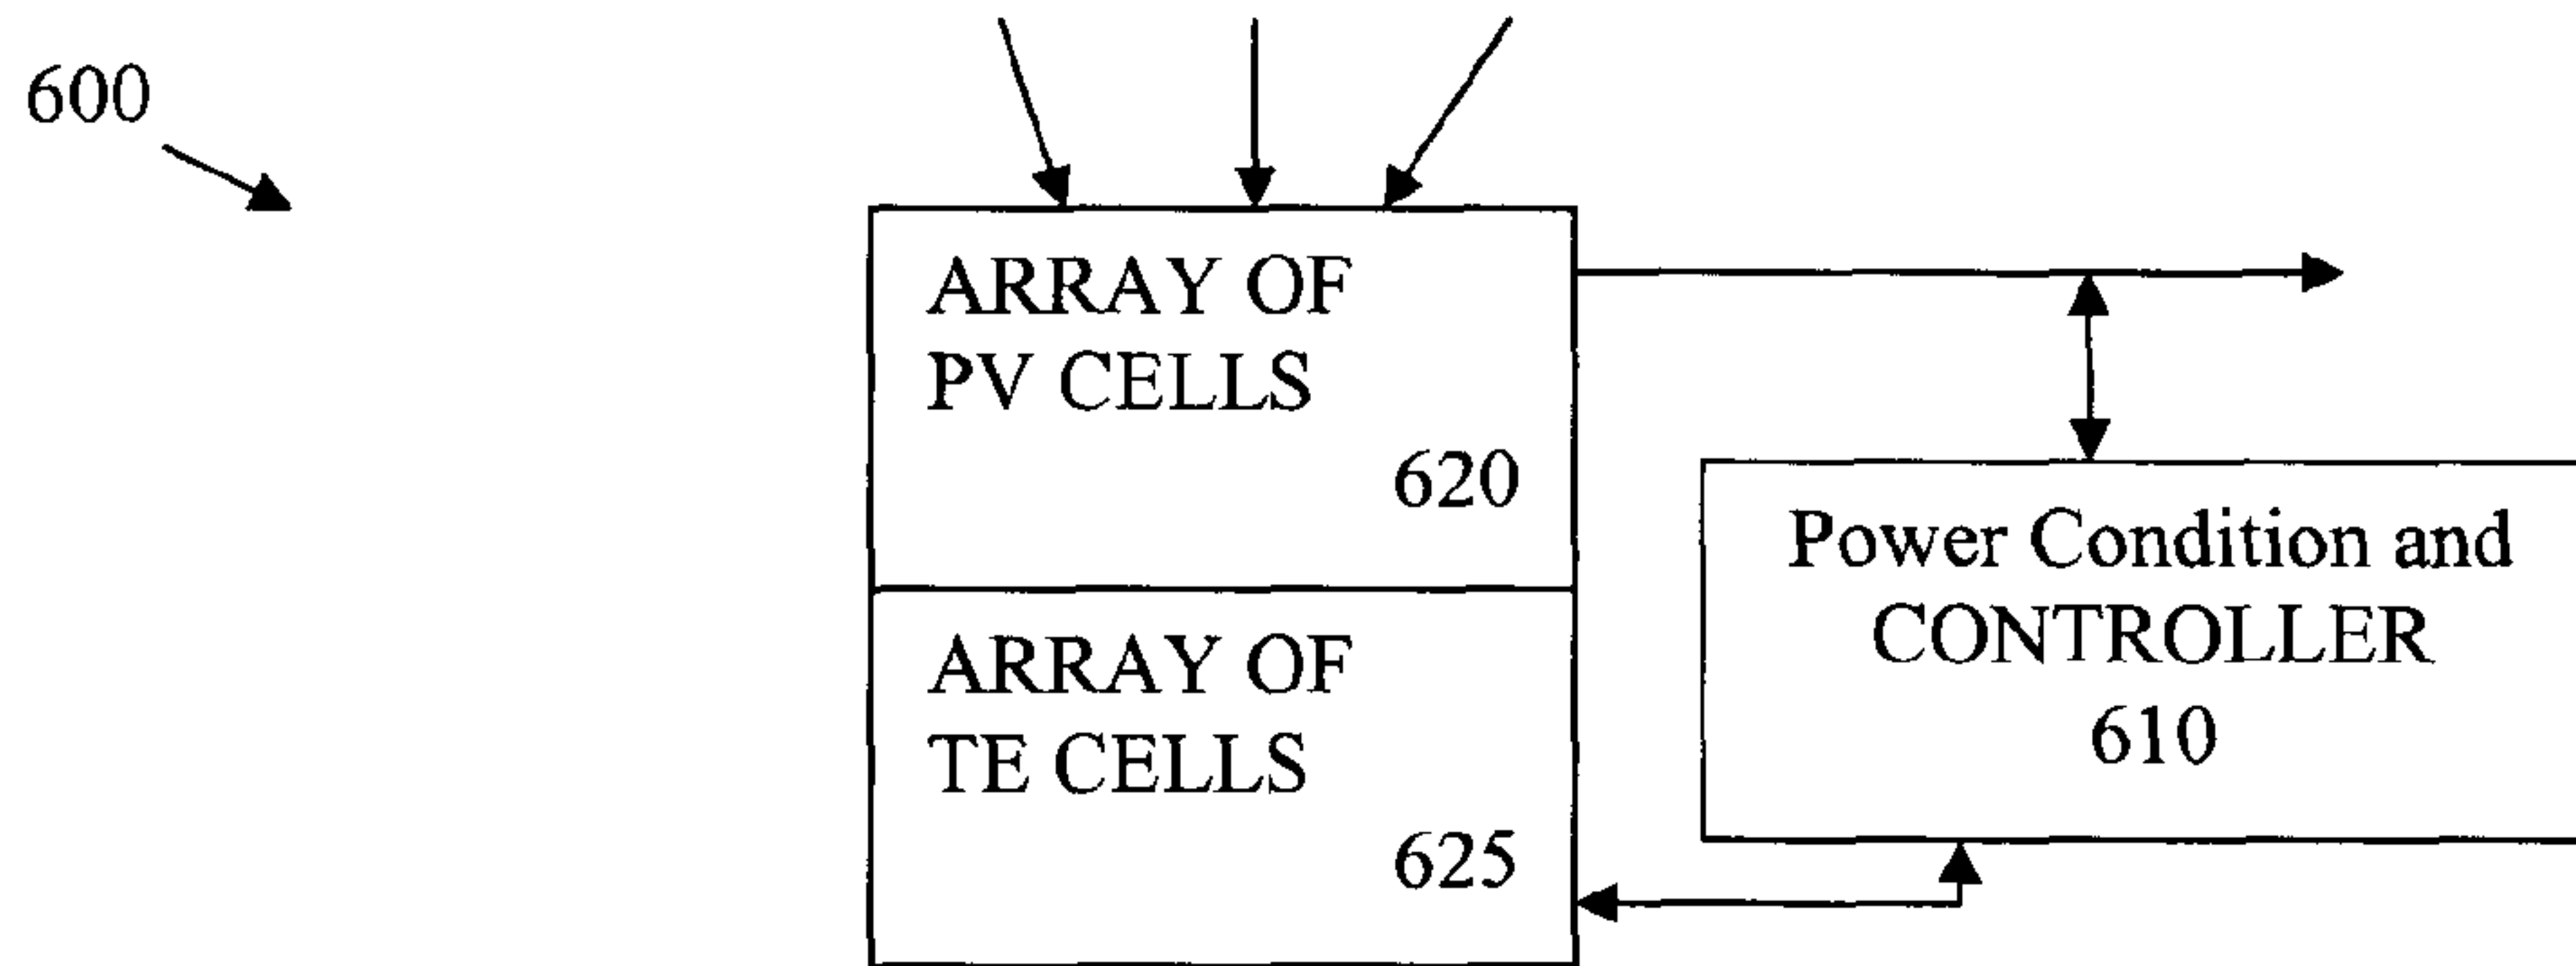 600
ARRAY OF
PV CELLS
620
Power Condition and
CONTROLLER
610
ARRAY OF
TE CELLS
625